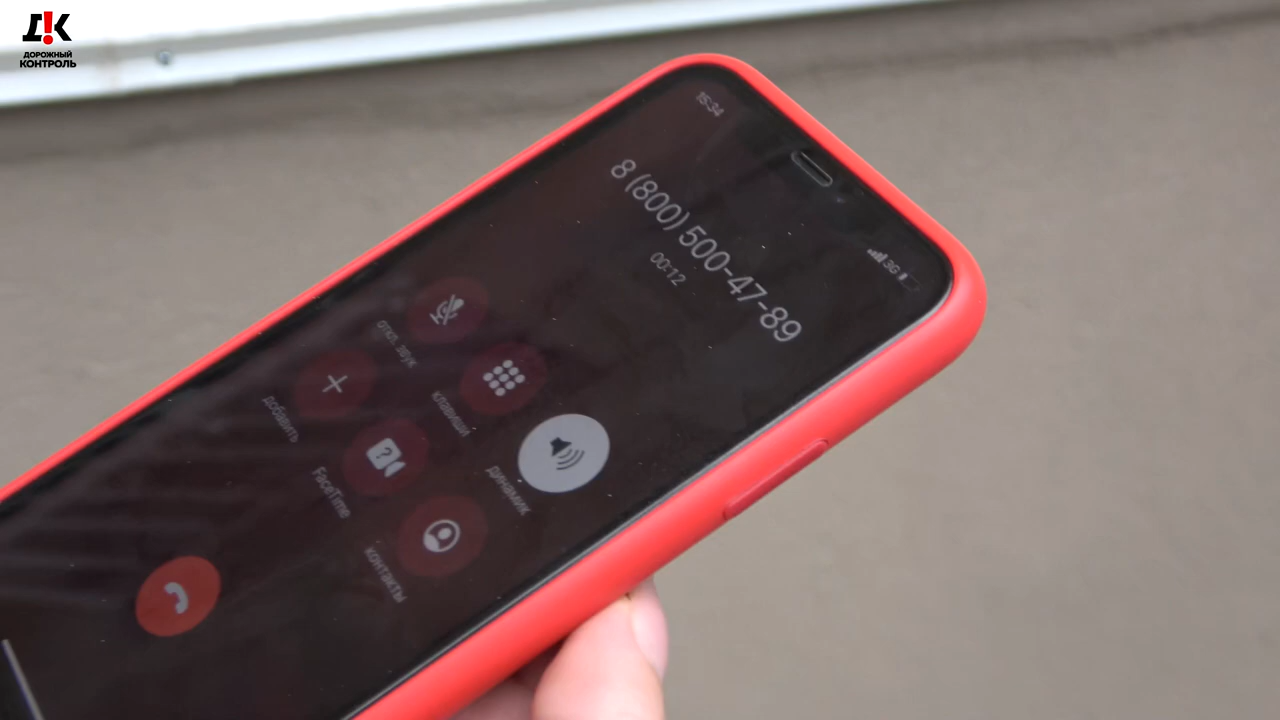 Д!К
ДОРОЖНЫЙ
КОНТРОЛЬ
15:34
3G
8 (800) 500-47-89
00:12
откл. звук
клавиши
динамик
добавить
FaceTime
контакты